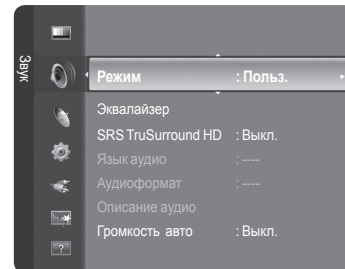 Звук
Режим : Польз.
Эквалайзер
SRS TruSurround HD : Выкл.
Язык аудио : ----
Аудиоформат : ----
Описание аудио
Громкость авто : Выкл.
?